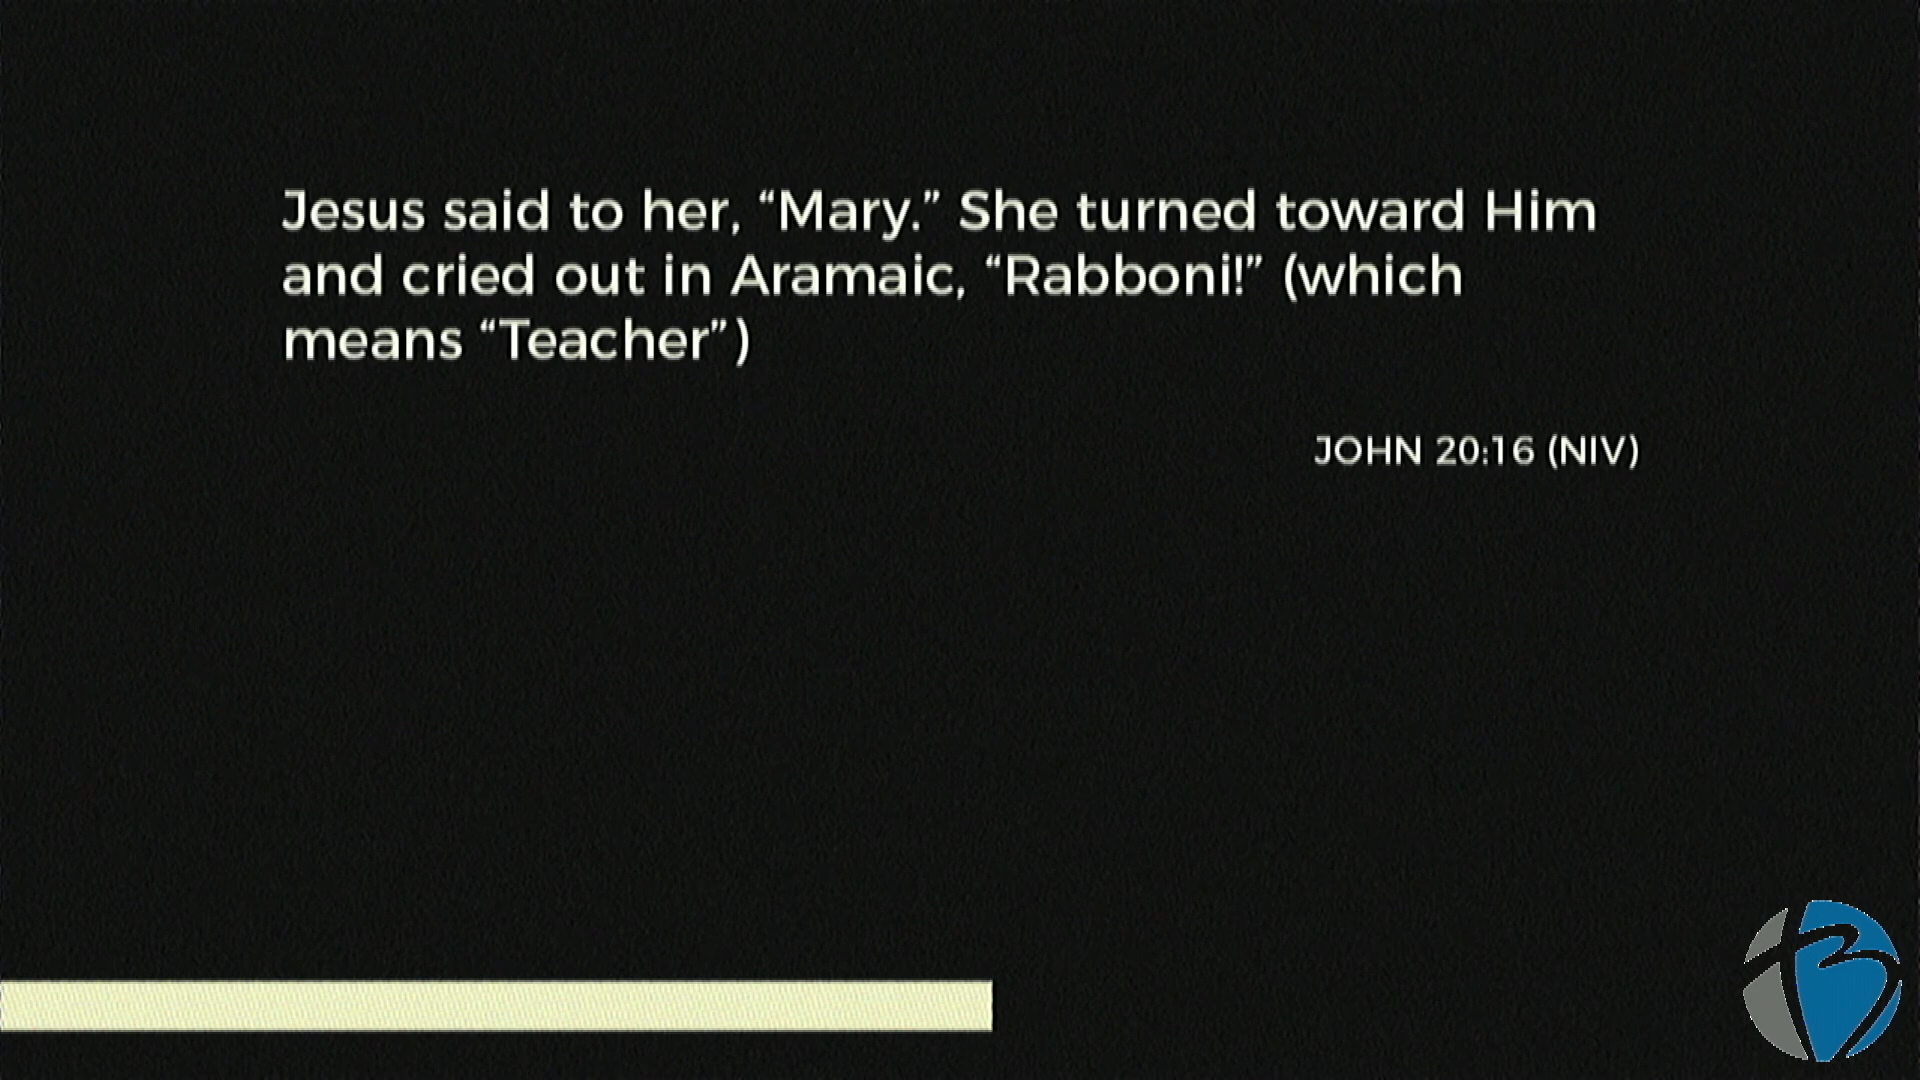 Jesus said to her, “Mary.” She turned toward Him
and cried out in Aramaic, “Rabboni!” (which
means “Teacher”)
JOHN 20:16 (NIV)